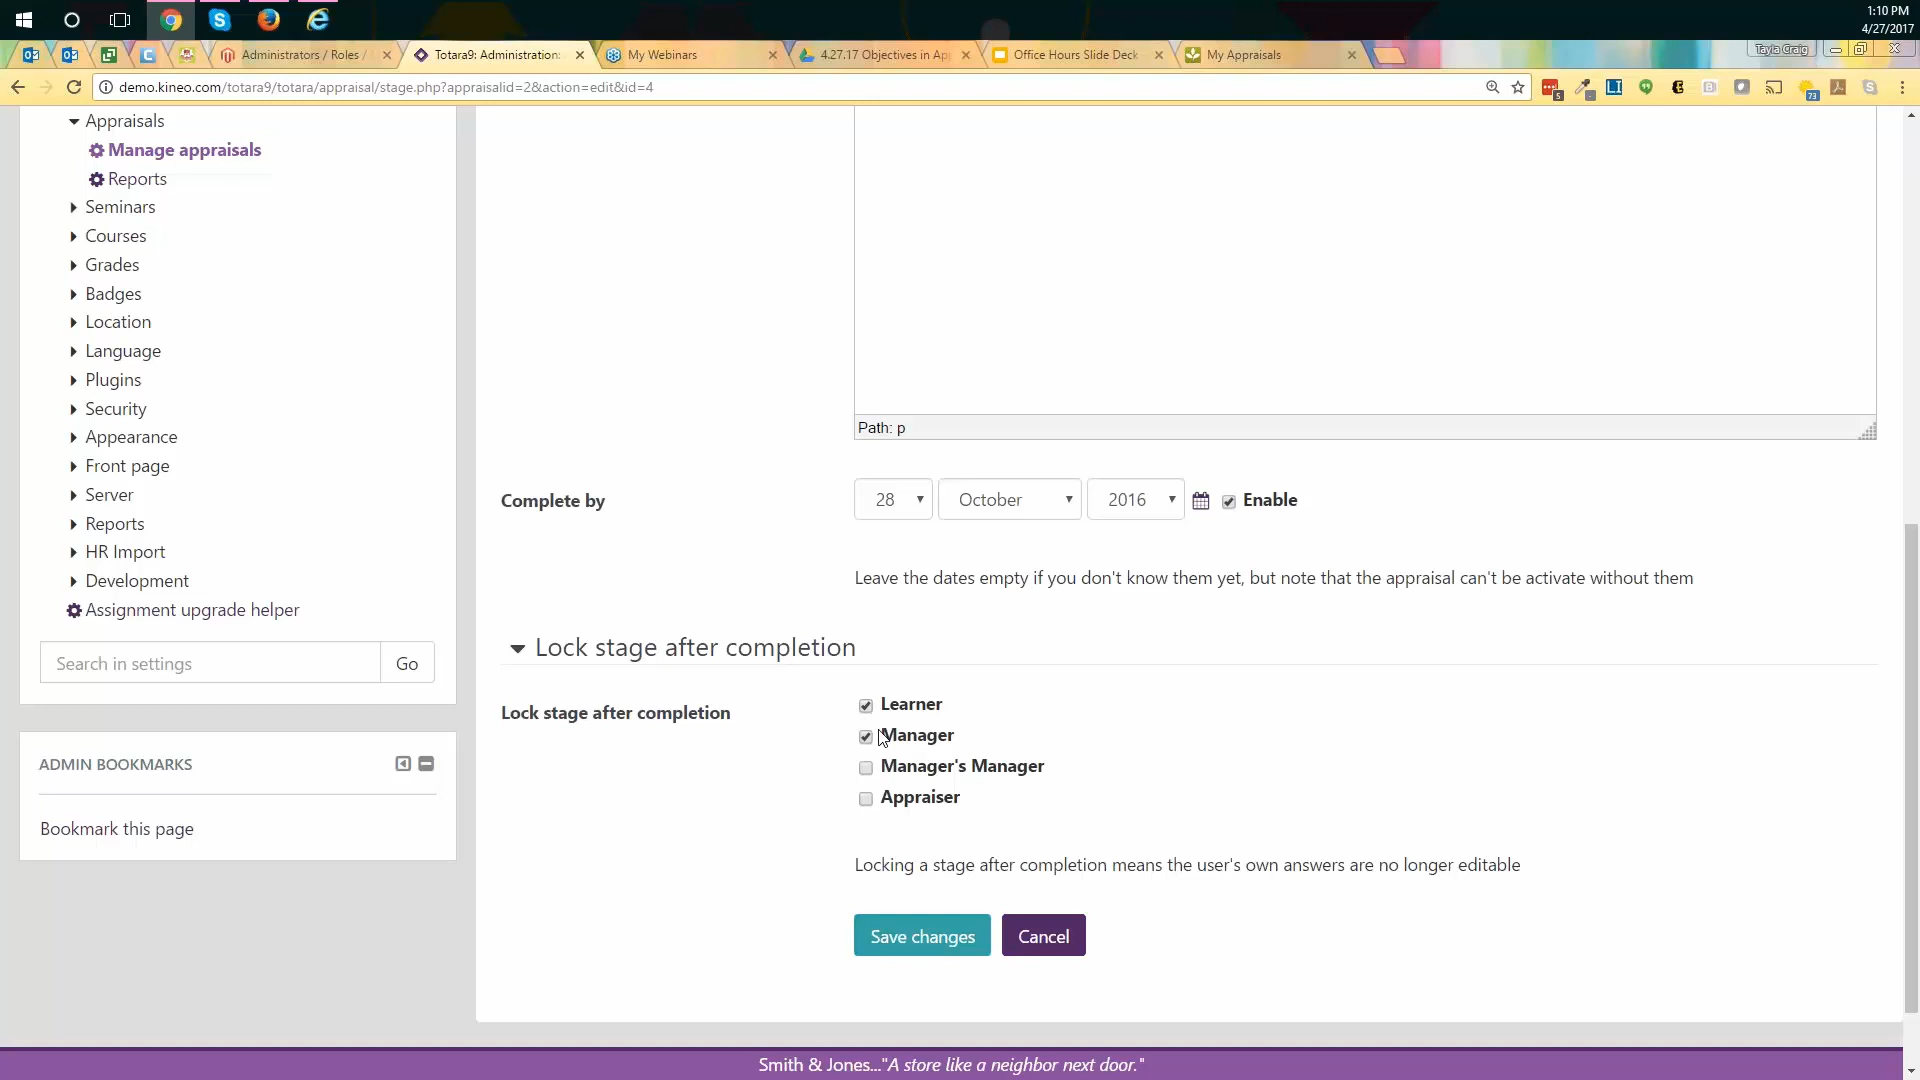 1:10 PM
4/27/2017
Administrators / Roles /
Totara9: Administration:
My Webinars
4.27.17 Objectives in Ap
Office Hours Slide Deck
My Appraisals
Tayla Craig
demo.kineo.com/totara9/totara/appraisal/stage.php?appraisalid=2&action=edit&id=4
Appraisals
Manage appraisals
Reports
Seminars
Courses
Grades
Badges
Location
Language
Plugins
Security
Appearance
Front page
Server
Reports
HR Import
Development
Assignment upgrade helper
Search in settings
Go
ADMIN BOOKMARKS
Bookmark this page
Path: p
Complete by
28
October
2016
Enable
Leave the dates empty if you don't know them yet, but note that the appraisal can't be activate without them
Lock stage after completion
Lock stage after completion
Learner
Manager
Manager's Manager
Appraiser
Locking a stage after completion means the user's own answers are no longer editable
Save changes
Cancel
Smith & Jones..."A store like a neighbor next door."